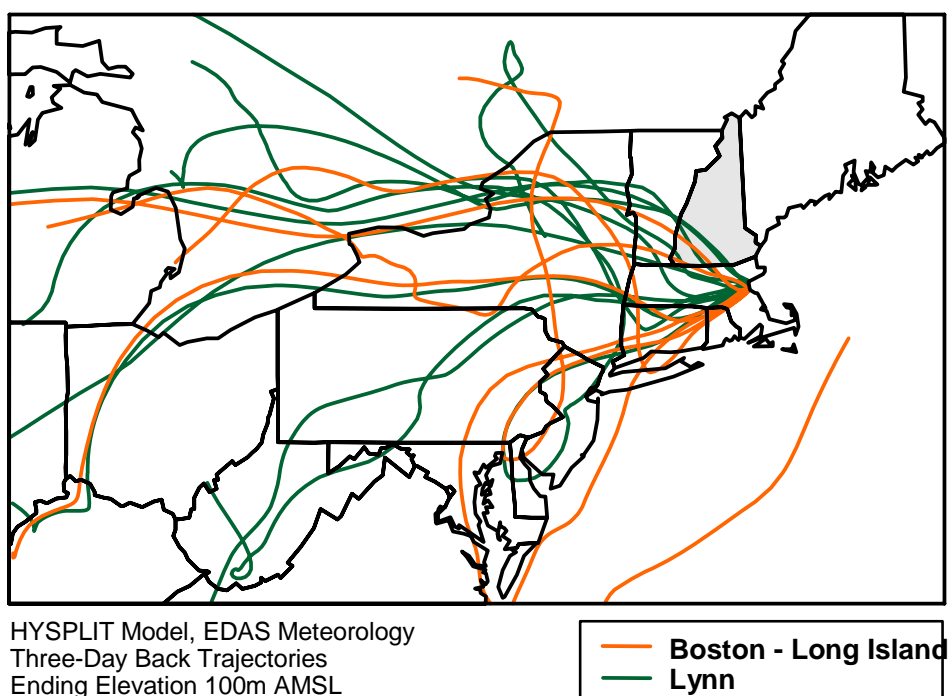 HYSPLIT Model, EDAS Meteorology
Three-Day Back Trajectories
Ending Elevation 100m AMSL
Boston - Long Island
Lynn